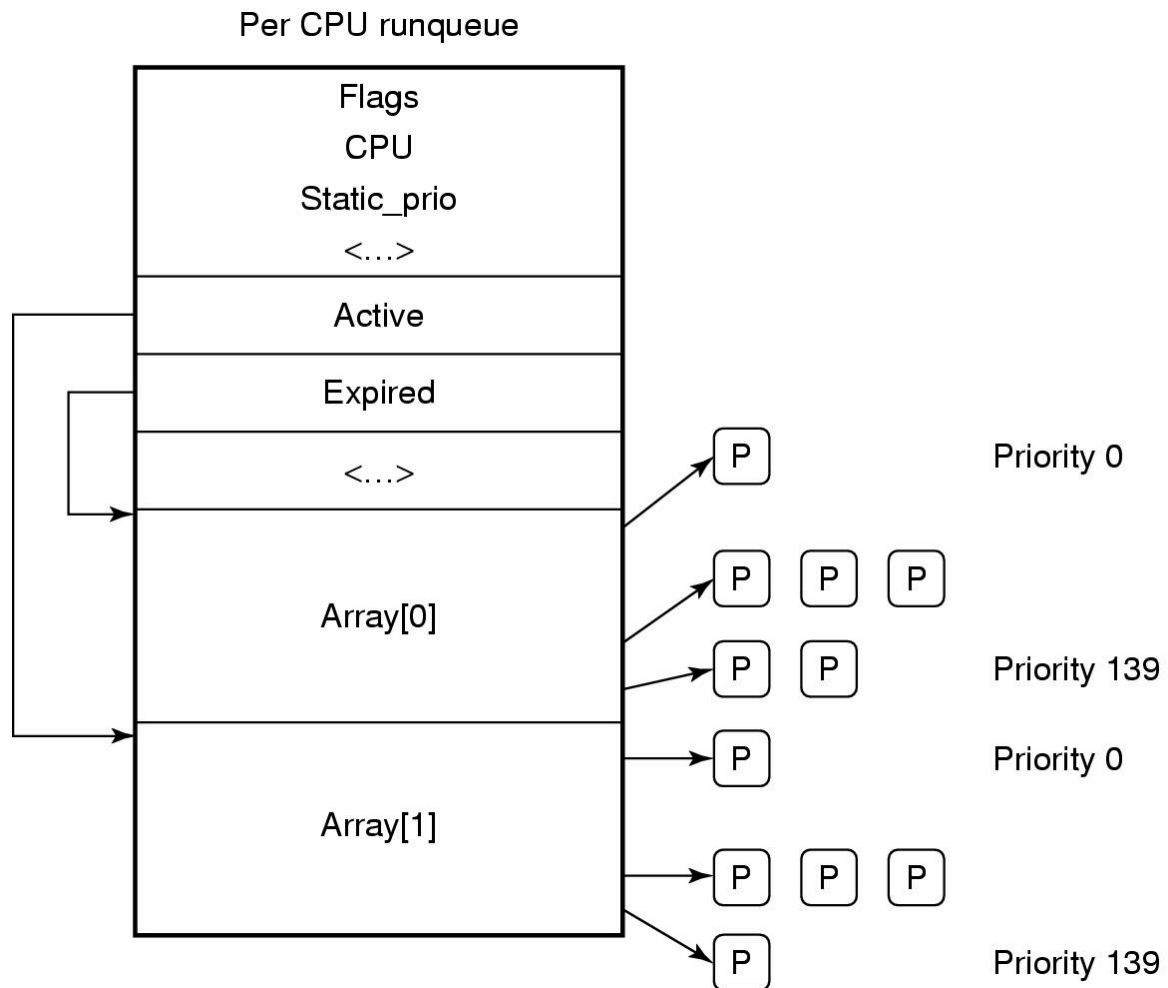 Per CPU runqueue
Flags
CPU
Static_prio
<...>
Active
Expired
<...>
P Priority 0
Array[0]
P P P
P P Priority 139
P Priority 0
Array[1]
P P P
P Priority 139